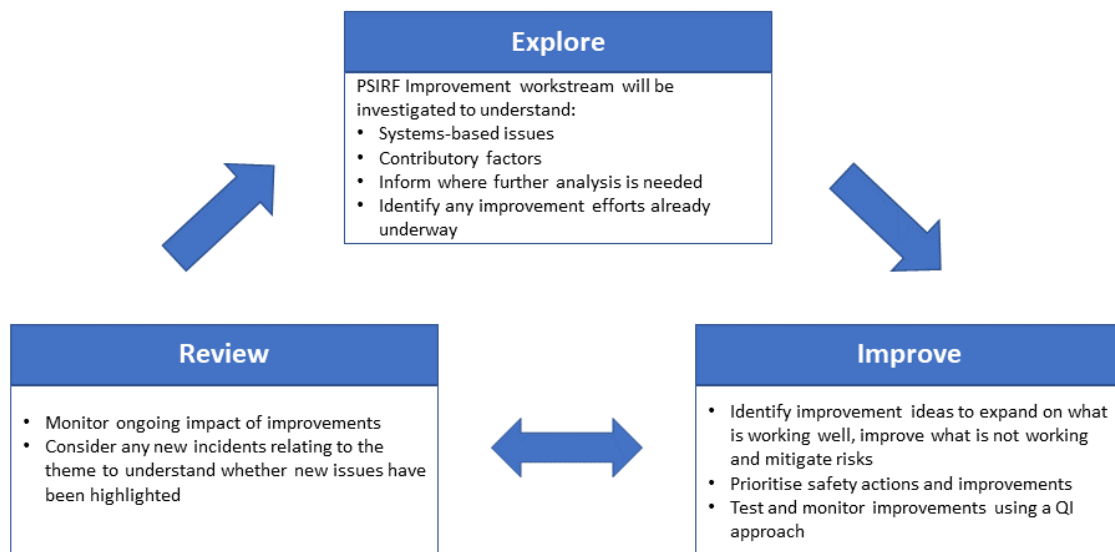 Explore
PSIRF Improvement workstream will be
investigated to understand:
• Systems-based issues
• Contributory factors
• Inform where further analysis is needed
• Identify any improvement efforts already
underway
Review
• Monitor ongoing impact of improvements
• Consider any new incidents relating to the
theme to understand whether new issues have
been highlighted
Improve
• Identify improvement ideas to expand on what
is working well, improve what is not working
and mitigate risks
• Prioritise safety actions and improvements
• Test and monitor improvements using a QI
approach